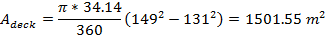 A_deck = π * 34.14 / 360 (149² − 131²) = 1501.55 m²